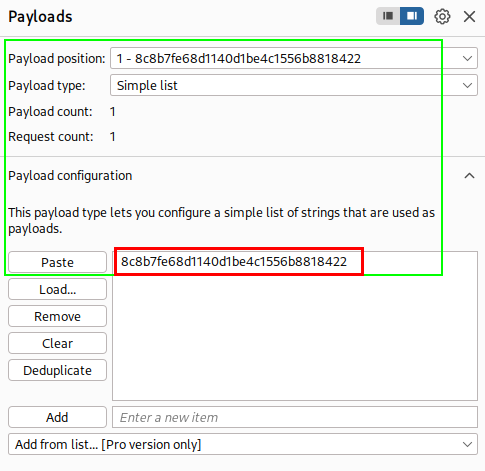 Payloads
Payload position: 1 - 8c8b7fe68d1140d1be4c1556b8818422
Payload type: Simple list
Payload count: 1
Request count: 1
Payload configuration
This payload type lets you configure a simple list of strings that are used as
payloads.
Paste 8c8b7fe68d1140d1be4c1556b8818422
Load...
Remove
Clear
Deduplicate
Add Enter a new item
Add from list... [Pro version only]